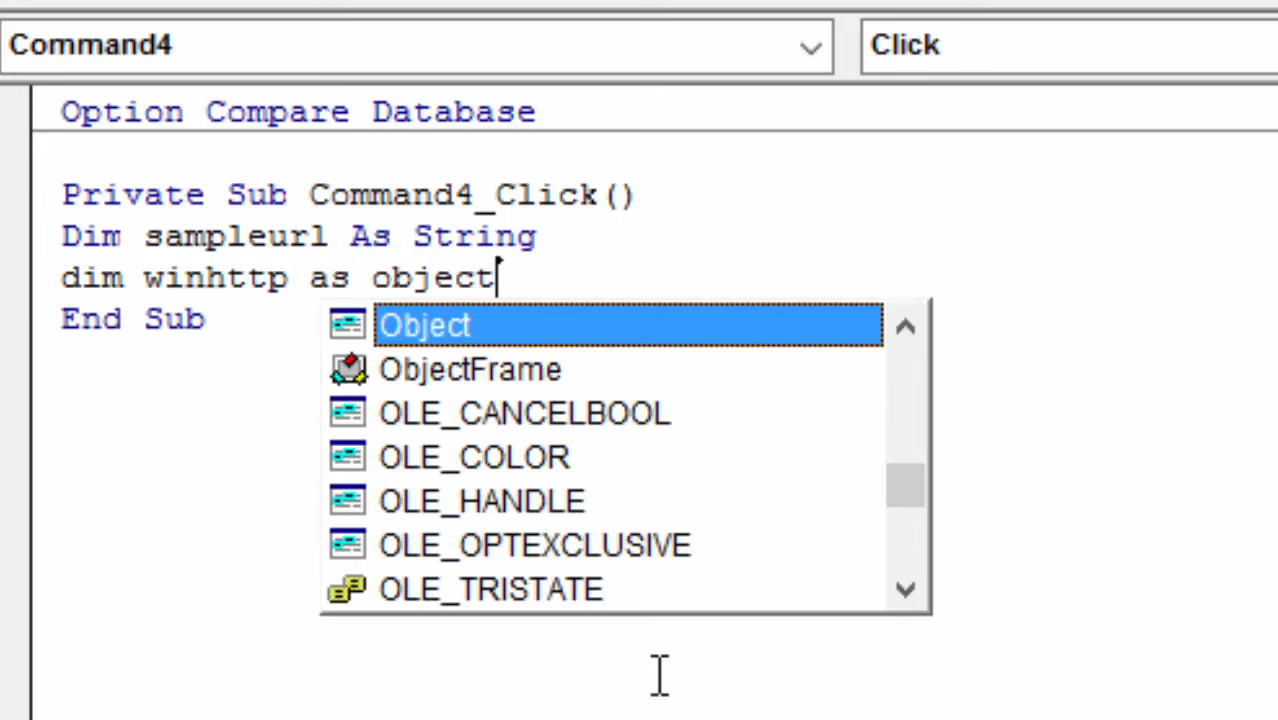 Command4 Click
Option Compare Database
Private Sub Command4_Click()
Dim sampleurl As String
dim winhttp as object
End Sub
Object
ObjectFrame
OLE_CANCELBOOL
OLE_COLOR
OLE_HANDLE
OLE_OPTEXCLUSIVE
OLE_TRISTATE